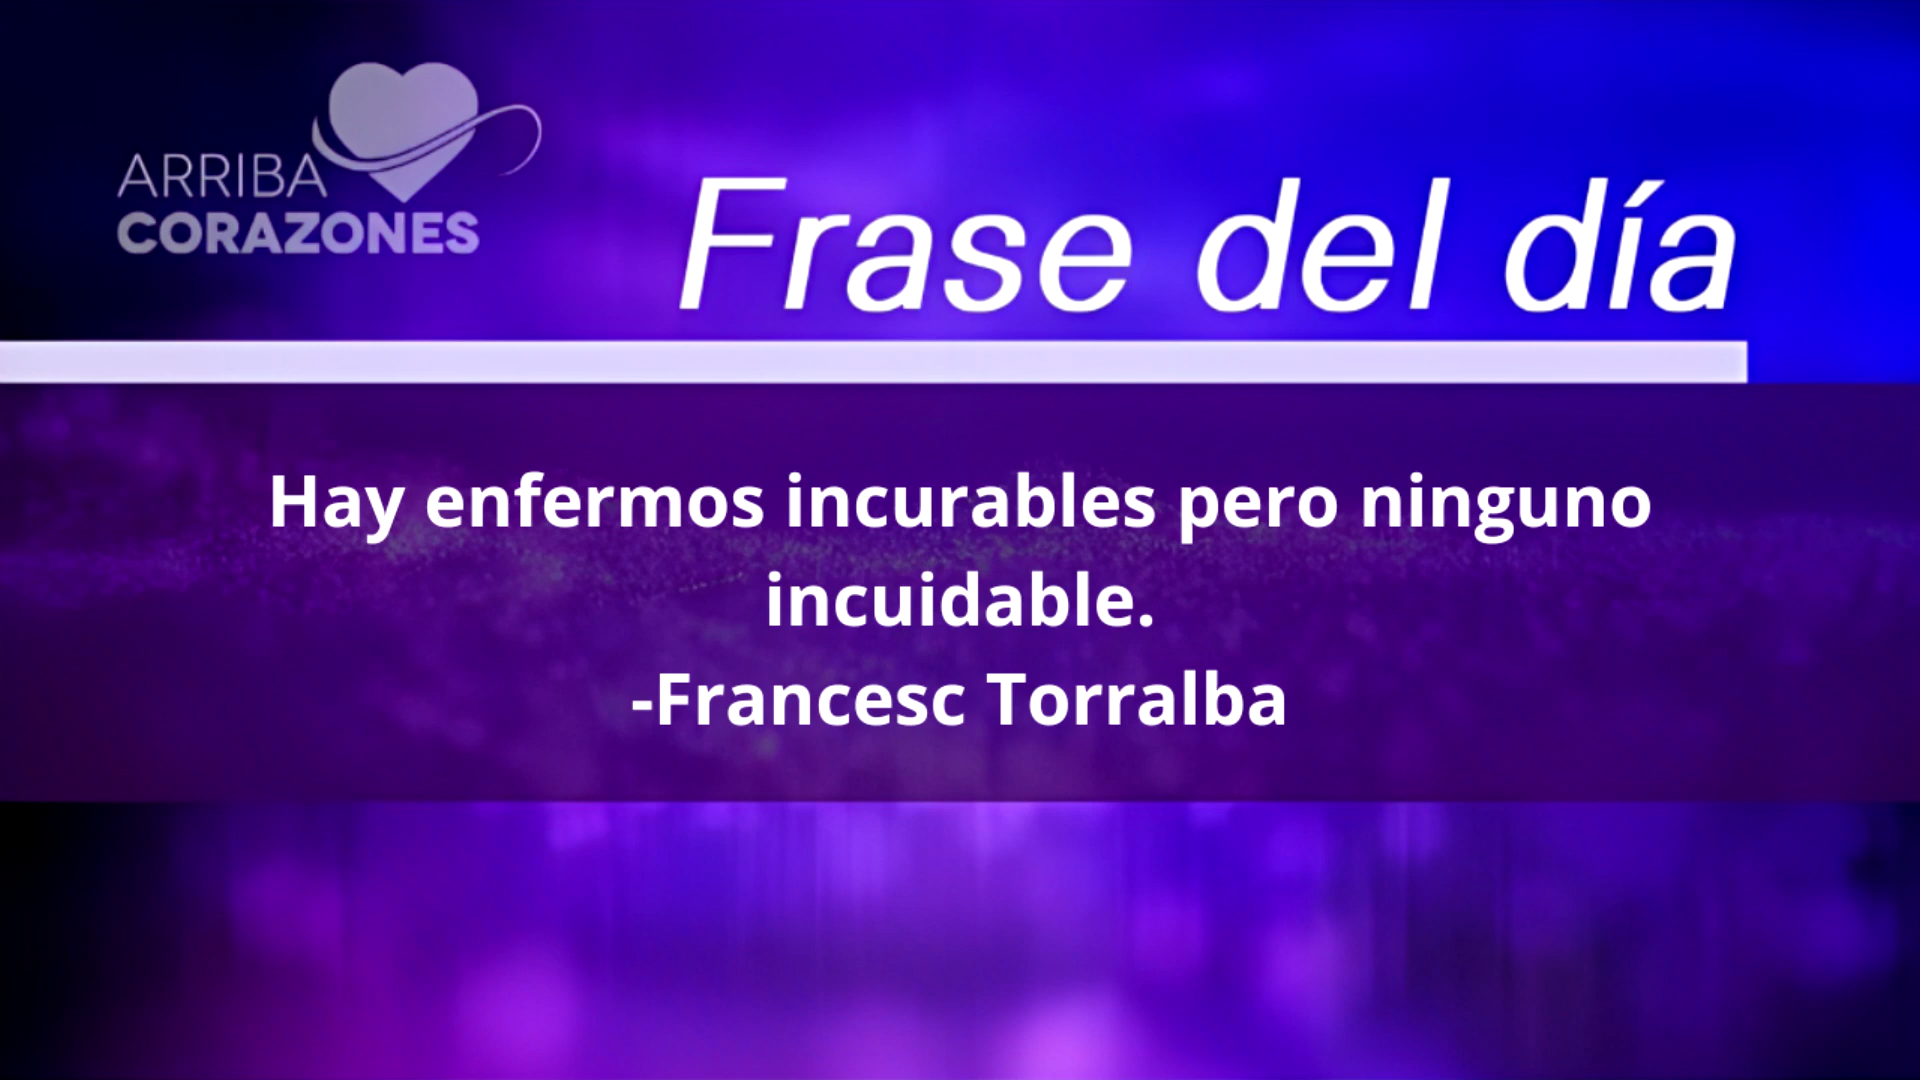 ARRIBA
CORAZONES
Frase del día
Hay enfermos incurables pero ninguno
incuidable.
-Francesc Torralba